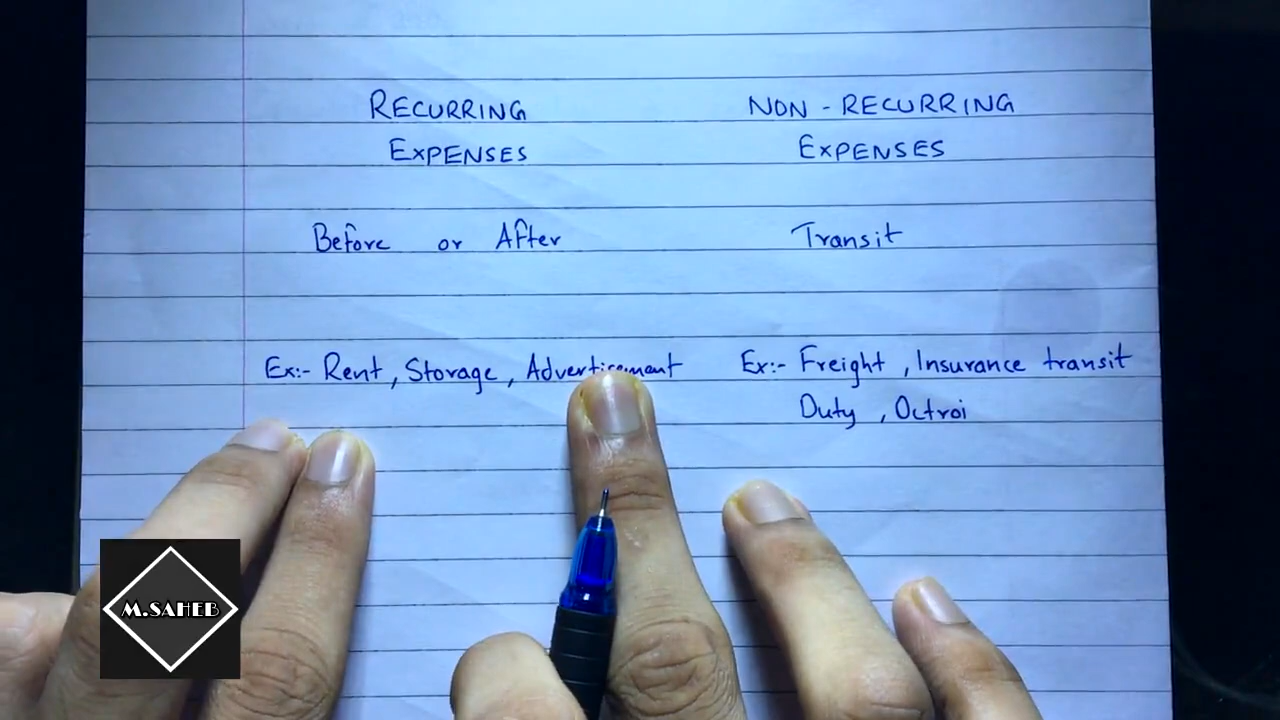 RECURRING
EXPENSES
NON-RECURRING
EXPENSES
Before or After
Transit
Ex:- Rent, Storage, Advertisement
Ex:- Freight, Insurance transit
Duty, Octroi
M.SAHEB